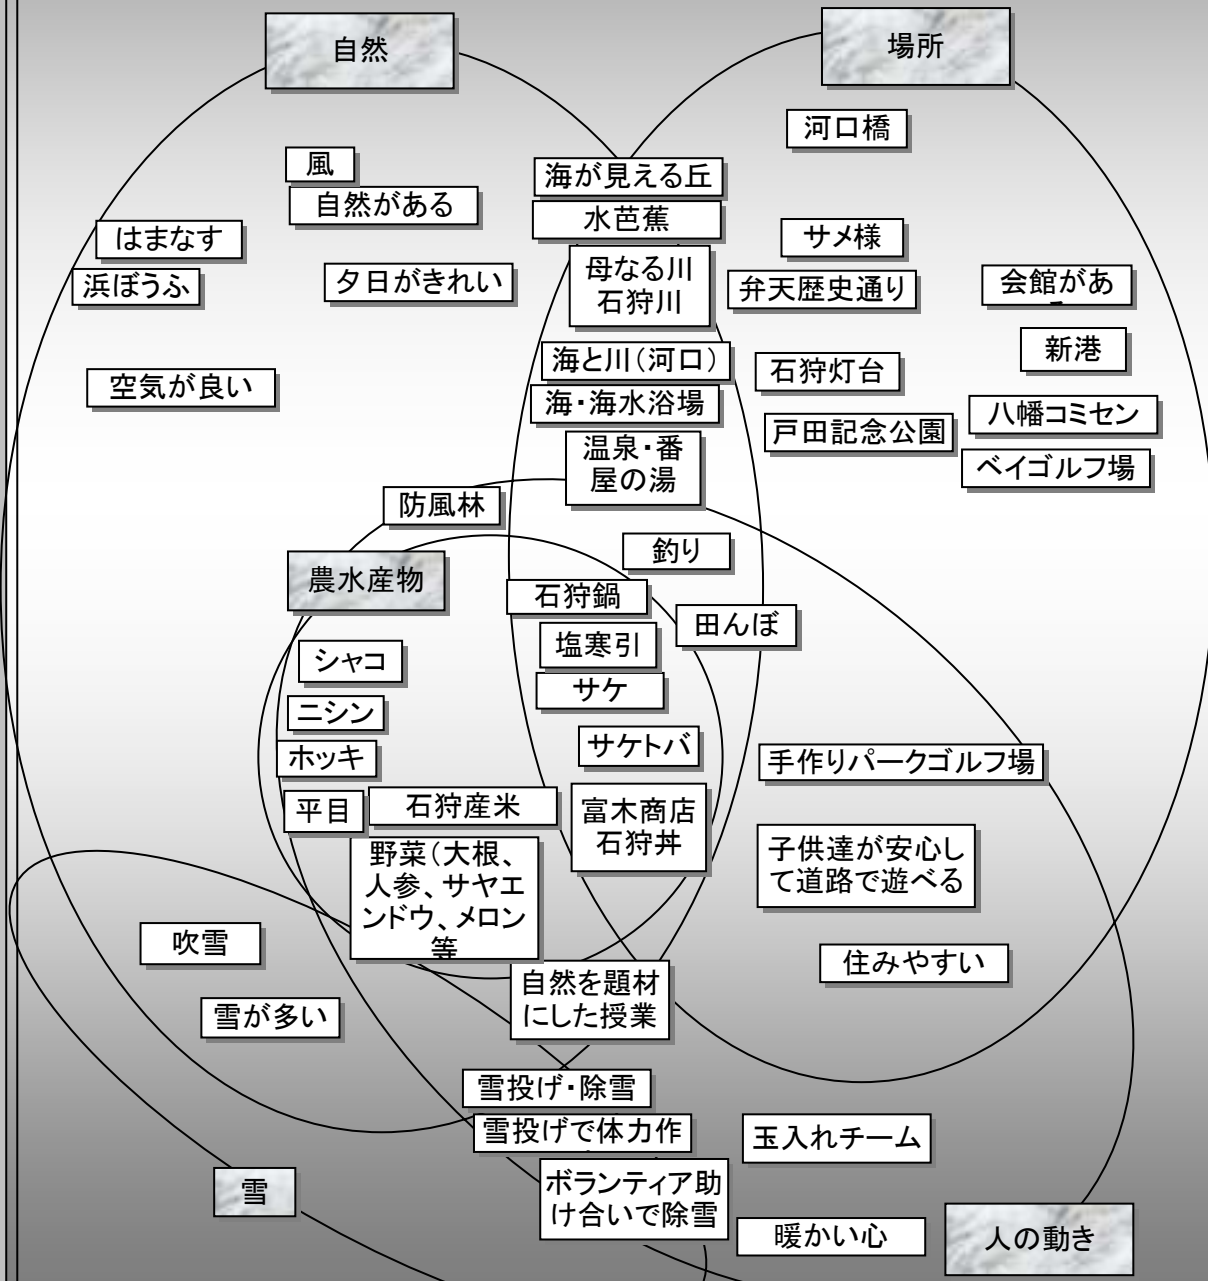 自然
場所
河口橋
風
海が見える丘
自然がある
水芭蕉
はまなす
サメ様
浜ぼうふ
夕日がきれい
母なる川
石狩川
弁天歴史通り
会館があ
新港
海と川（河口）
石狩灯台
空気が良い
海・海水浴場
八幡コミセン
戸田記念公園
温泉・番
屋の湯
ベイゴルフ場
防風林
釣り
農水産物
石狩鍋
田んぼ
塩寒引
シャコ
サケ
ニシン
サケトバ
ホッキ
手作りパークゴルフ場
平目
石狩産米
富木商店
石狩丼
野菜（大根、
人参、サヤエ
ンドウ、メロン
等
子供達が安心し
て道路で遊べる
吹雪
住みやすい
自然を題材
にした授業
雪が多い
雪投げ・除雪
雪投げで体力作
玉入れチーム
ボランティア助
け合いで除雪
雪
暖かい心
人の動き